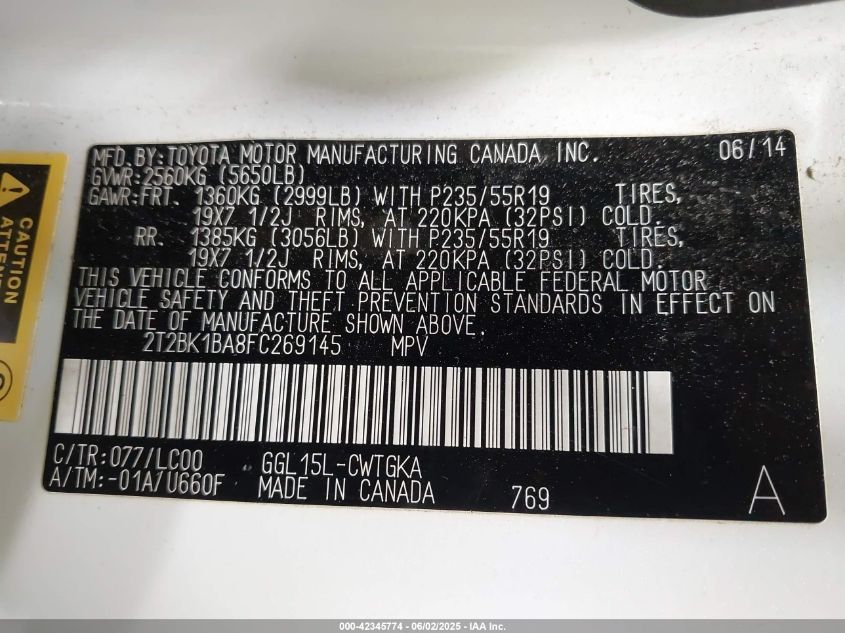 MFD. BY: TOYOTA MOTOR MANUFACTURING CANADA INC. 06/14
GVWR: 2560KG (5650LB)
GAWR: FRT. 1360KG (2999LB) WITH P235/55R19 TIRES,
19X7 1/2J RIMS, AT 220KPA (32PSI) COLD.
RR. 1385KG (3056LB) WITH P235/55R19 TIRES,
19X7 1/2J RIMS, AT 220KPA (32PSI) COLD.
THIS VEHICLE CONFORMS TO ALL APPLICABLE FEDERAL MOTOR
VEHICLE SAFETY AND THEFT PREVENTION STANDARDS IN EFFECT ON
THE DATE OF MANUFACTURE SHOWN ABOVE.
2T2BK1BA8FC269145 MPV
C/TR: 077/LC00 GGL15L-CWTGKA
A/TM: -01A/U660F MADE IN CANADA 769 A
CAUTION
000-42345774 - 06/02/2025 - IAA Inc.